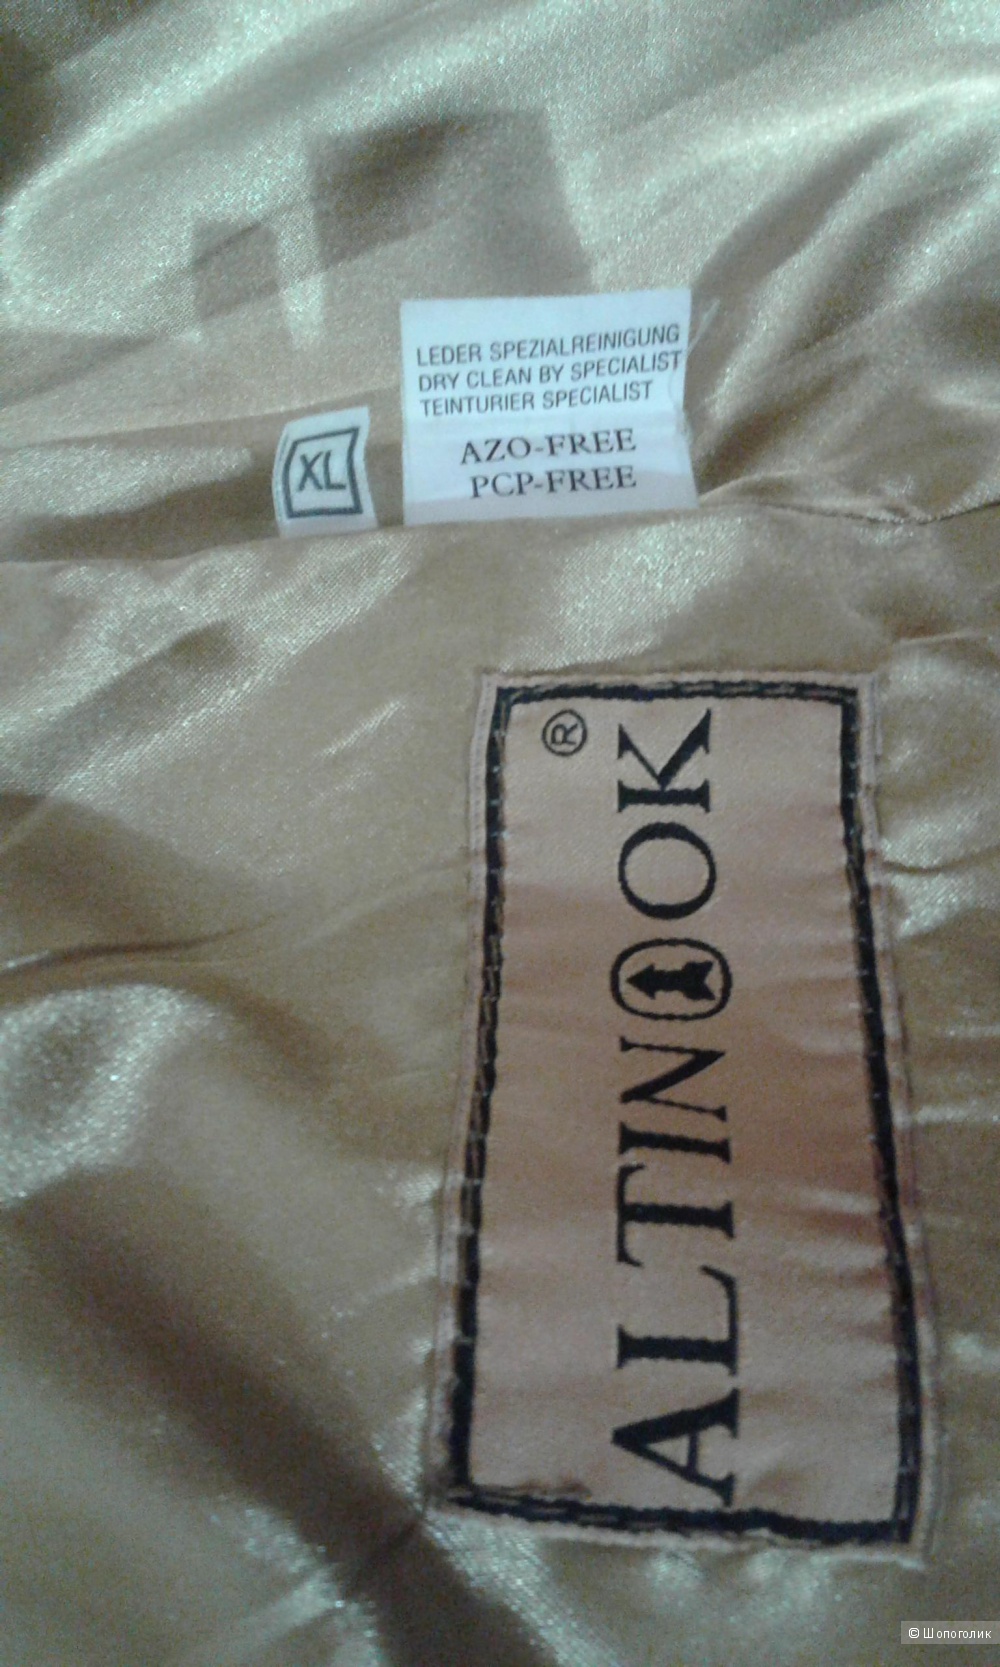 LEDER SPEZIALREINIGUNG
DRY CLEAN BY SPECIALIST
TEINTURIER SPECIALIST
AZO-FREE
PCP-FREE
XL
ALTINOOK ®
© Шопоголик